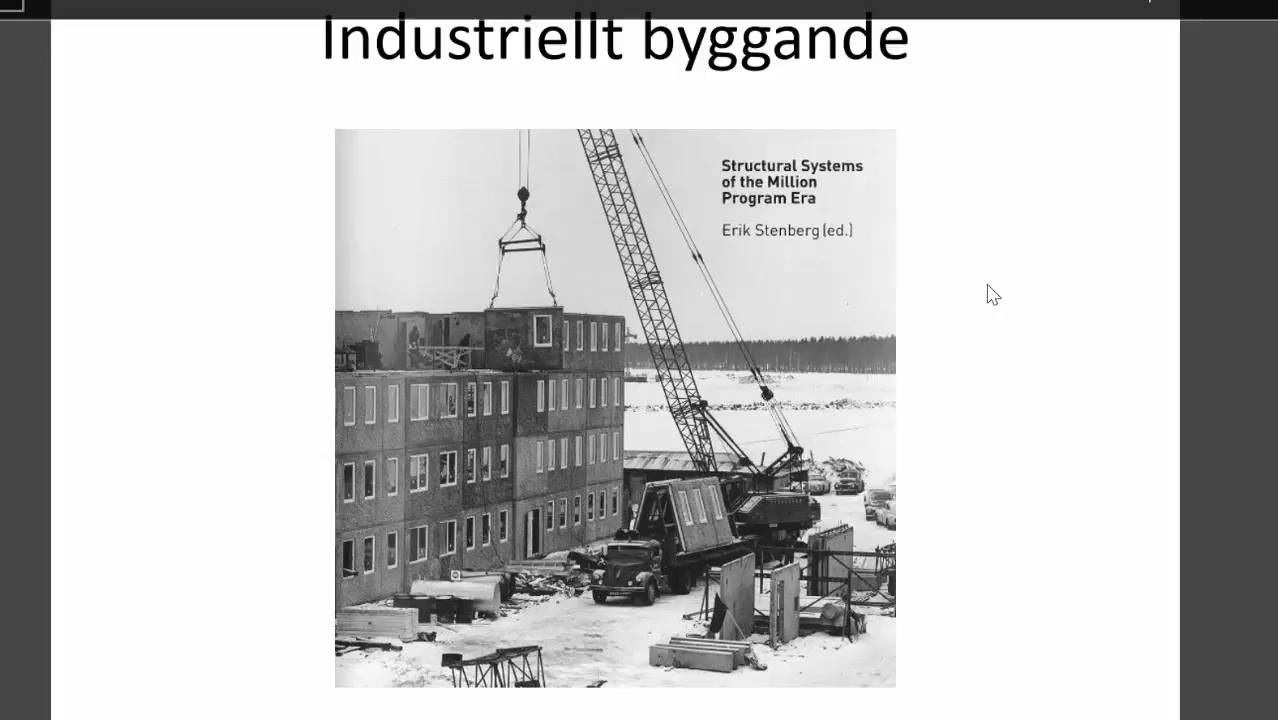 Industriellt byggande
Structural Systems
of the Million
Program Era
Erik Stenberg (ed.)